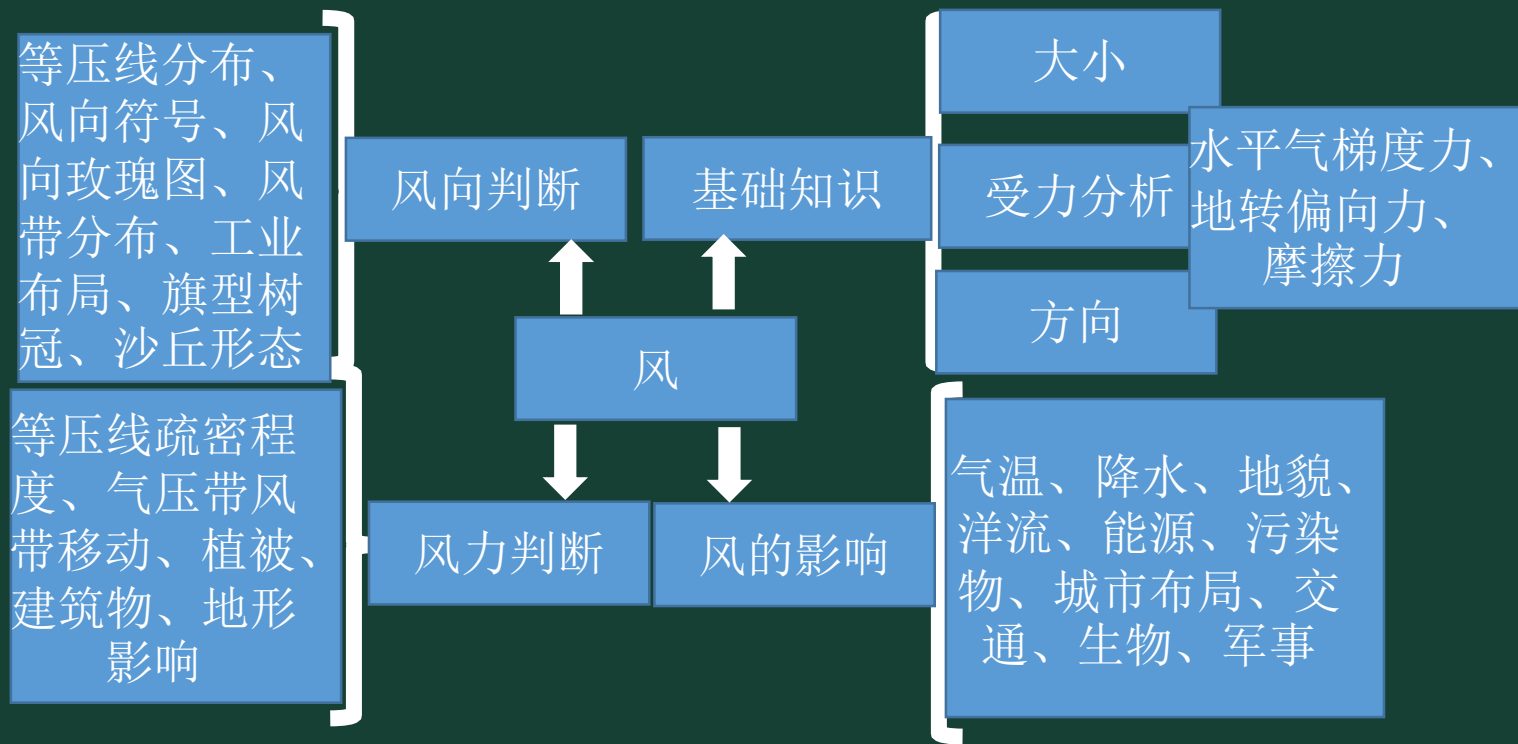 等压线分布、
风向符号、风
向玫瑰图、风
带分布、工业
布局、旗型树
冠、沙丘形态
风向判断
基础知识
大小
受力分析
方向
水平气梯度力、
地转偏向力、
摩擦力
风
等压线疏密程
度、气压带风
带移动、植被、
建筑物、地形
影响
风力判断
风的影响
气温、降水、地貌、
洋流、能源、污染
物、城市布局、交
通、生物、军事